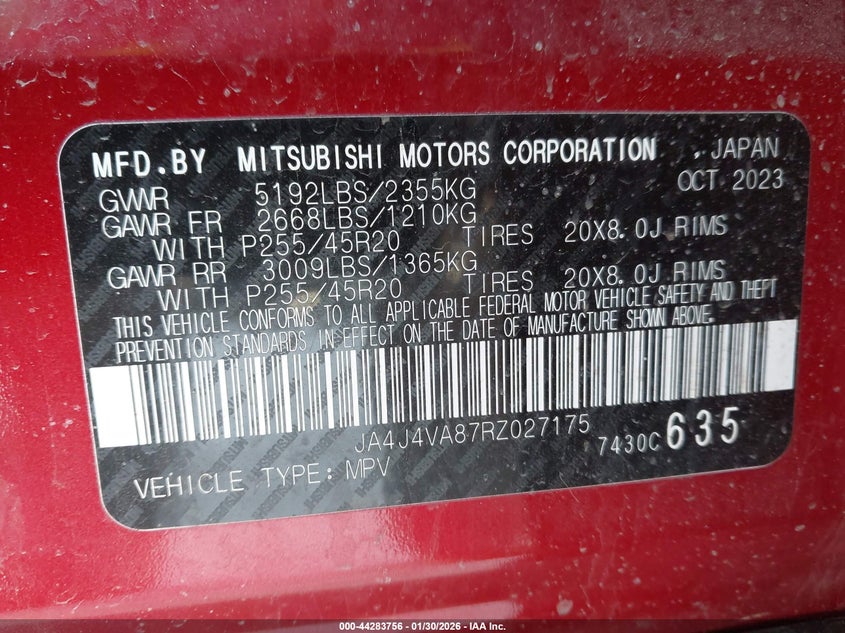 MFD.BY MITSUBISHI MOTORS CORPORATION . JAPAN
GWWR 5192LBS/2355KG OCT 2023
GAWR FR 2668LBS/1210KG
WITH P255/45R20 TIRES 20X8.0J RIMS
GAWR RR 3009LBS/1365KG
WITH P255/45R20 TIRES 20X8.0J RIMS
THIS VEHICLE CONFORMS TO ALL APPLICABLE FEDERAL MOTOR VEHICLE SAFETY AND THEFT
PREVENTION STANDARDS IN EFFECT ON THE DATE OF MANUFACTURE SHOWN ABOVE.
JA4J4VA87RZ027175 7430C 635
VEHICLE TYPE: MPV
000-44283756 - 01/30/2026 - IAA Inc.